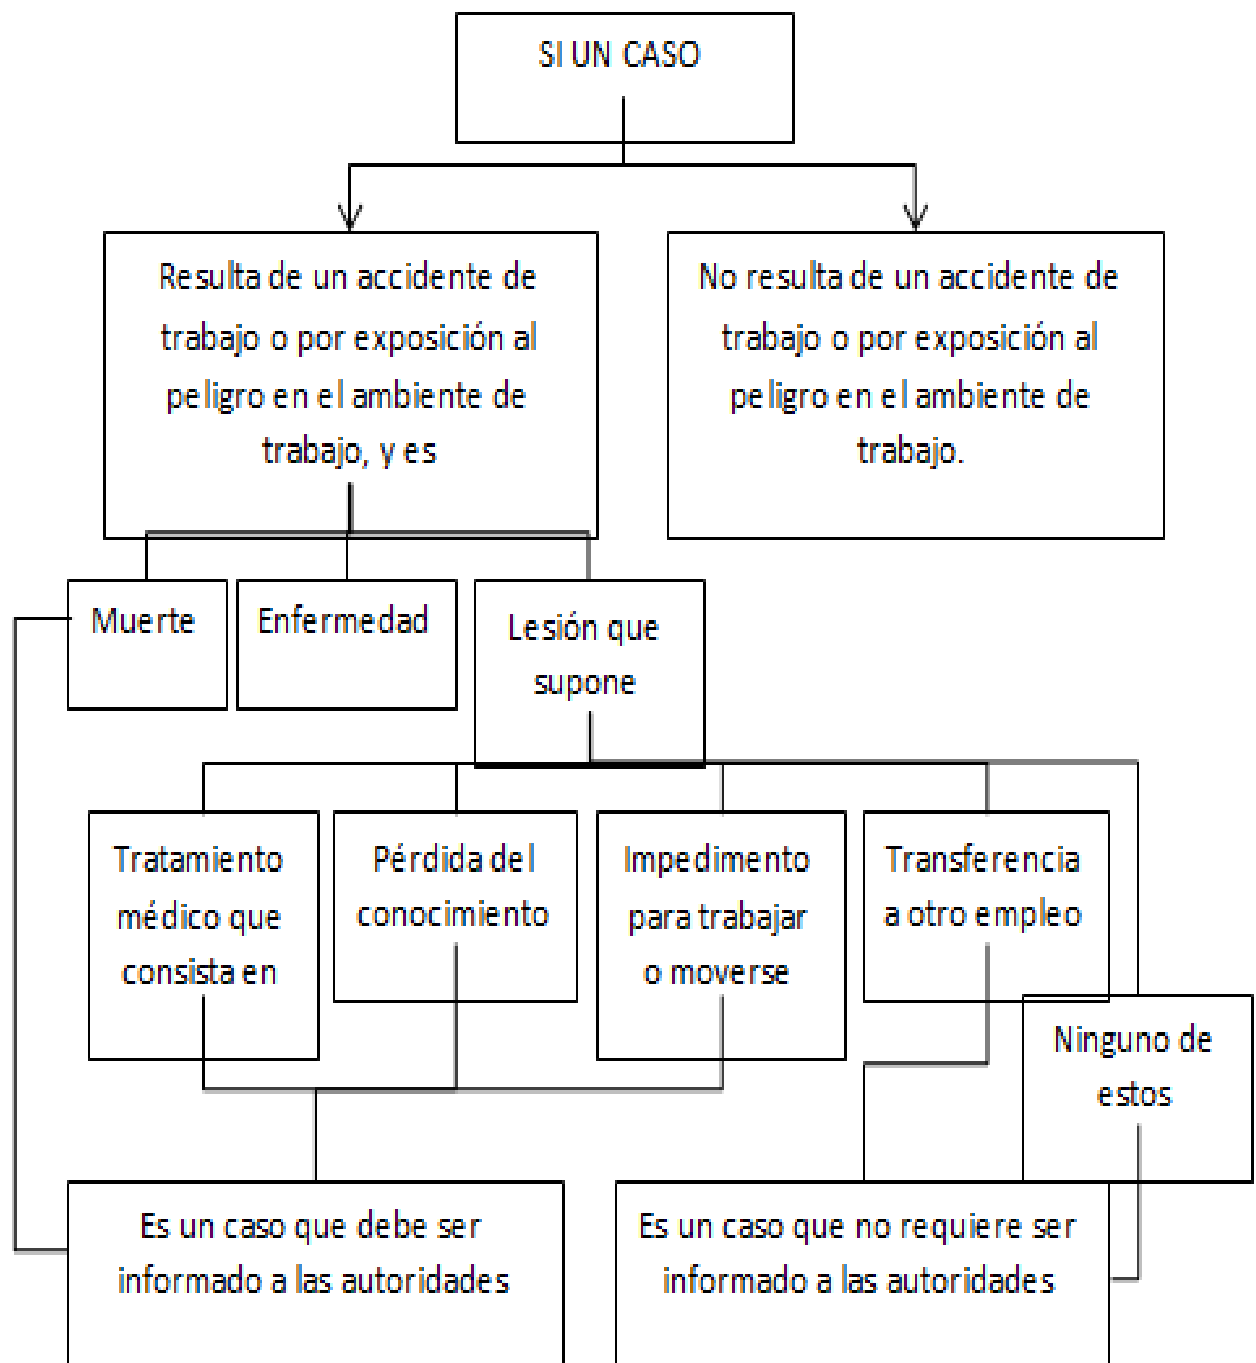 SI UN CASO
Resulta de un accidente de
trabajo o por exposición al
peligro en el ambiente de
trabajo, y es
No resulta de un accidente de
trabajo o por exposición al
peligro en el ambiente de
trabajo.
Muerte
Enfermedad
Lesión que
supone
Tratamiento
médico que
consista en
Pérdida del
conocimiento
Impedimento
para trabajar
o moverse
Transferencia
a otro empleo
Ninguno de
estos
Es un caso que debe ser
informado a las autoridades
Es un caso que no requiere ser
informado a las autoridades